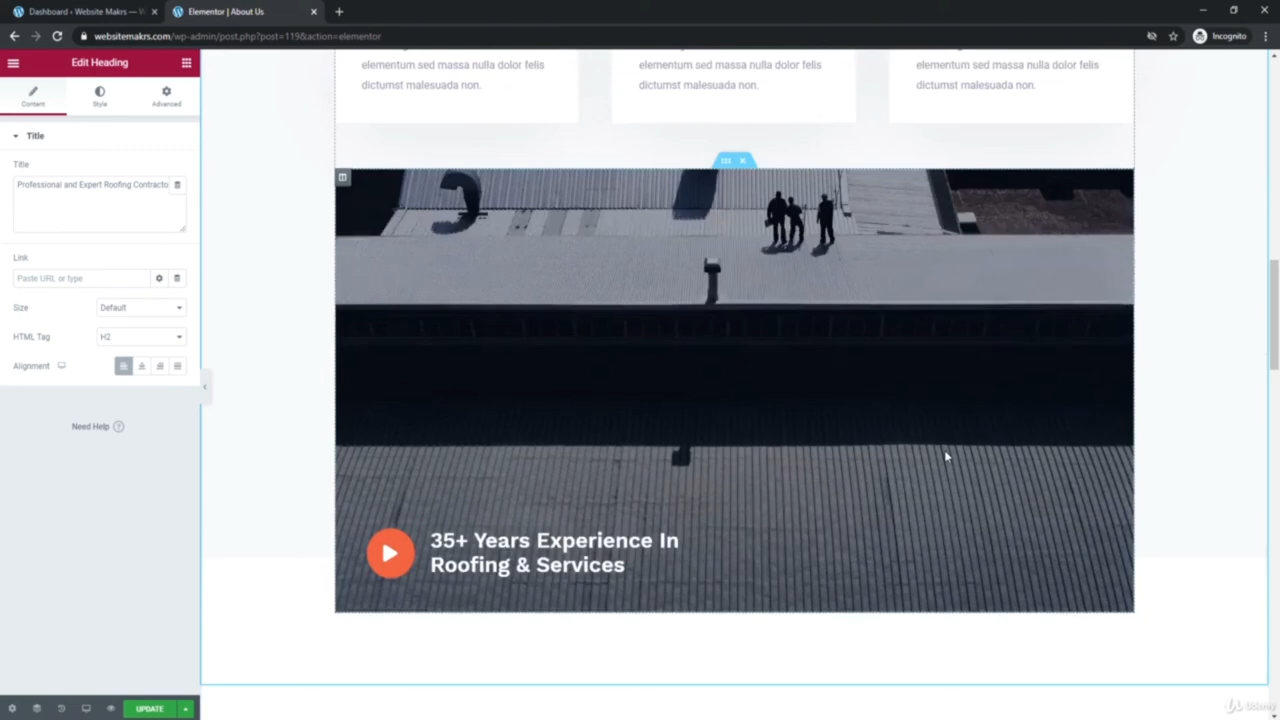 Dashboard ‹ Website Makrs — W
Elementor | About Us
websitemakrs.com/wp-admin/post.php?post=119&action=elementor
Incognito
Edit Heading
Content
Style
Advanced
Title
Title
Professional and Expert Roofing Contracto
Link
Paste URL or type
Size
Default
HTML Tag
H2
Alignment
Need Help
UPDATE
elementum sed massa nulla dolor felis
dictumst malesuada non.
elementum sed massa nulla dolor felis
dictumst malesuada non.
elementum sed massa nulla dolor felis
dictumst malesuada non.
35+ Years Experience In
Roofing & Services
Udemy